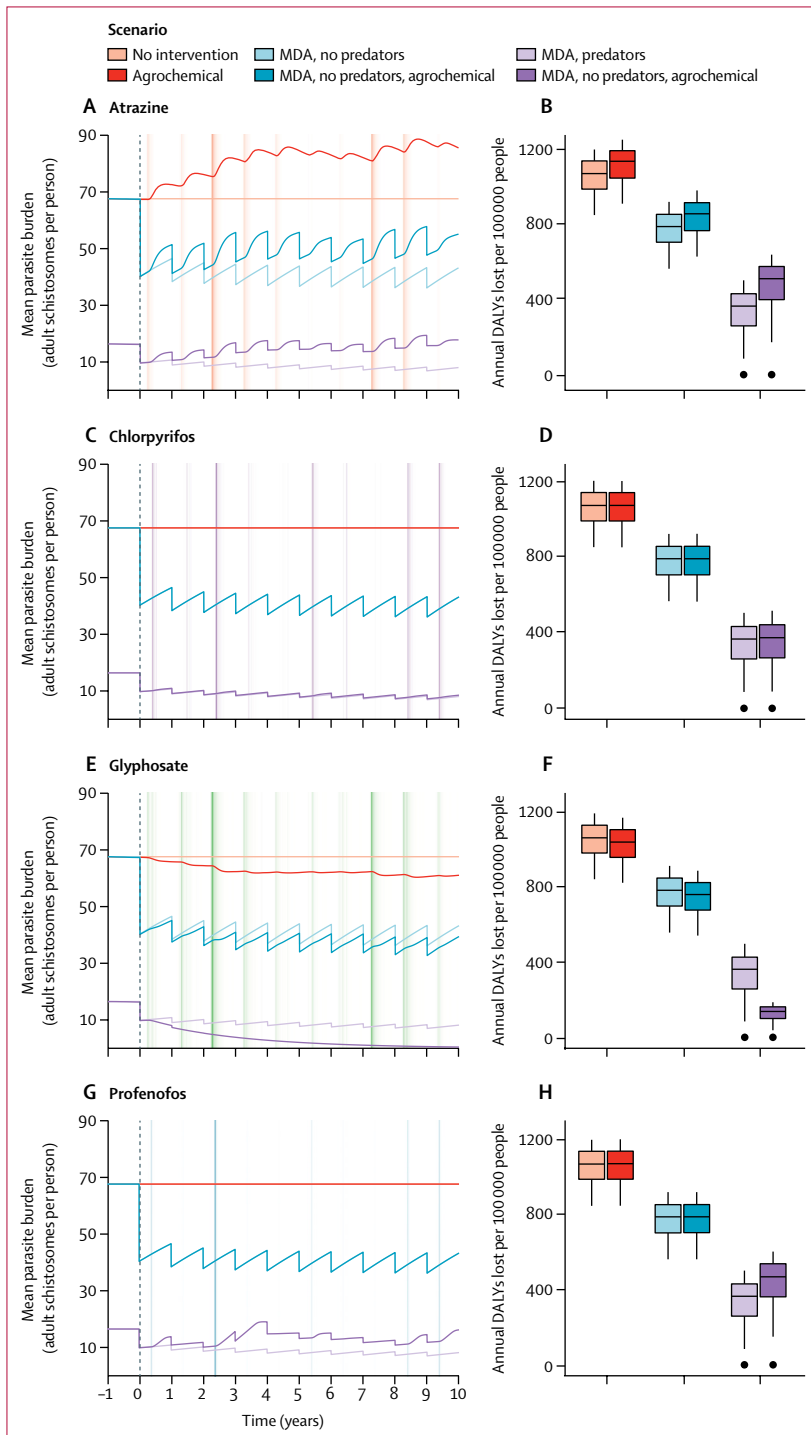 Scenario
No intervention
MDA, no predators
MDA, predators
Agrochemical
MDA, no predators, agrochemical
MDA, no predators, agrochemical
A Atrazine
B
Mean parasite burden
(adult schistosomes per person)
90
70
50
30
10
Annual DALYs lost per 100 000 people
1200
800
400
0
C Chlorpyrifos
D
Mean parasite burden
(adult schistosomes per person)
90
70
50
30
10
Annual DALYs lost per 100 000 people
1200
800
400
0
E Glyphosate
F
Mean parasite burden
(adult schistosomes per person)
90
70
50
30
10
Annual DALYs lost per 100 000 people
1200
800
400
0
G Profenofos
H
Mean parasite burden
(adult schistosomes per person)
90
70
50
30
10
–1 0 1 2 3 4 5 6 7 8 9 10
Time (years)
Annual DALYs lost per 100 000 people
1200
800
400
0